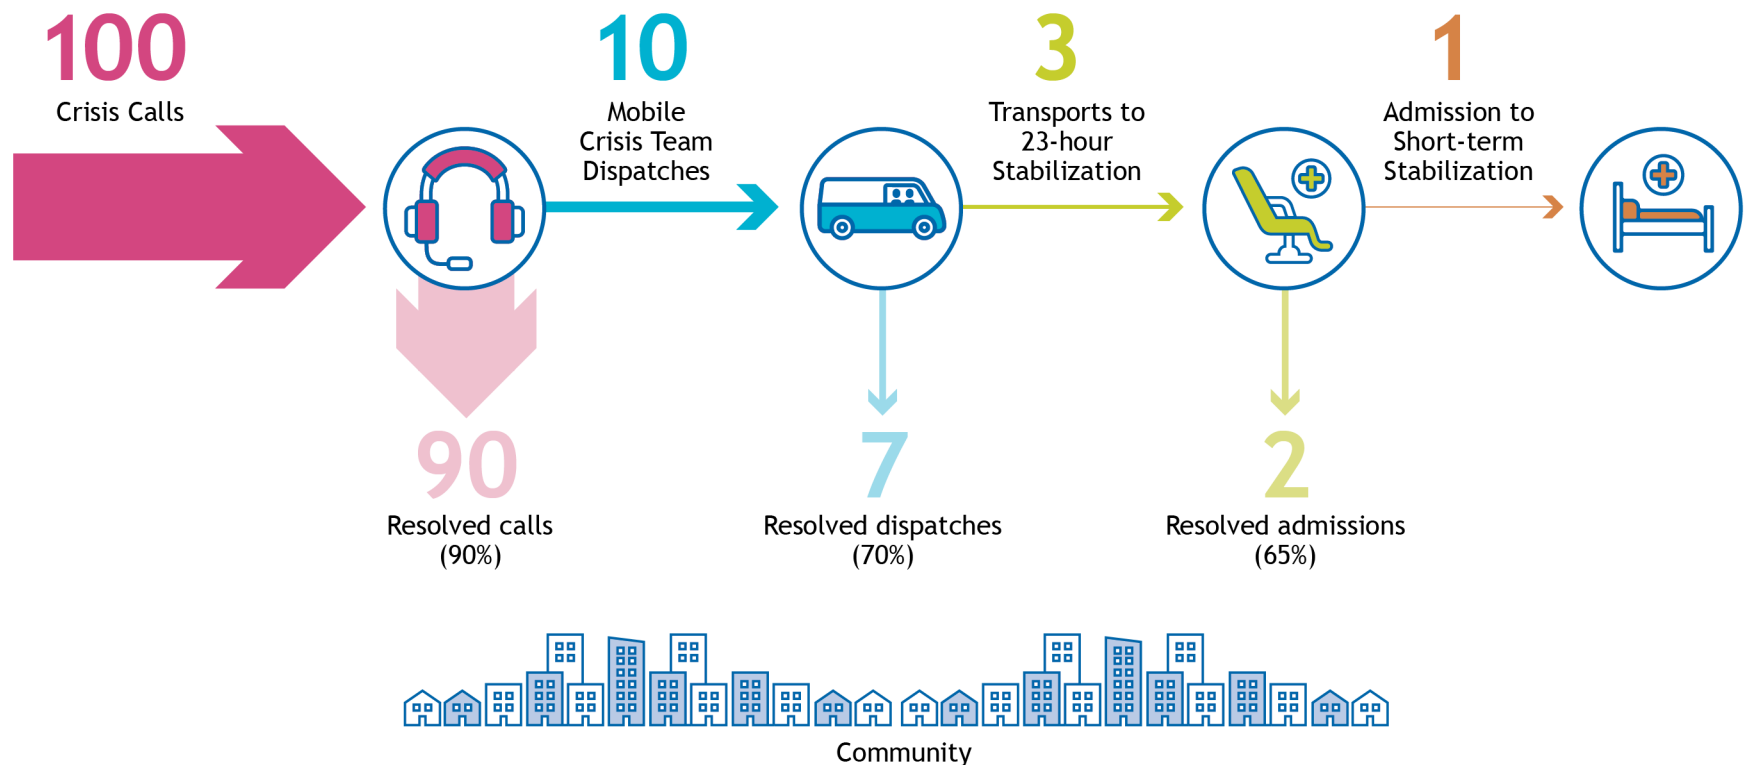 100
Crisis Calls
10
Mobile
Crisis Team
Dispatches
3
Transports to
23-hour
Stabilization
1
Admission to
Short-term
Stabilization
90
Resolved calls
(90%)
7
Resolved dispatches
(70%)
2
Resolved admissions
(65%)
Community